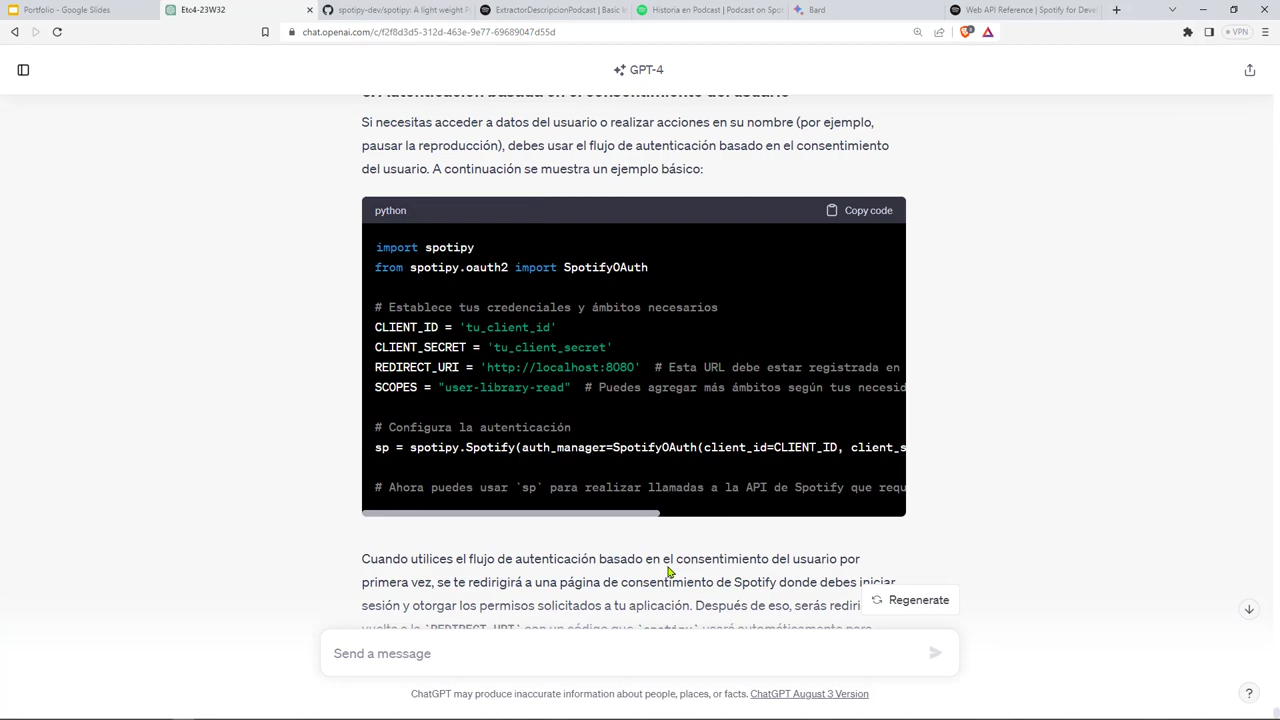 Portfolio - Google Slides
Etc4-23W32
spotipy-dev/spotipy: A light weight P
ExtractorDescripcionPodcast | Basic In
Historia en Podcast | Podcast on Spot
Bard
Web API Reference | Spotify for Devel
chat.openai.com/c/f2f8d3d5-312d-463e-9e77-69689047d55d
VPN
GPT-4
Si necesitas acceder a datos del usuario o realizar acciones en su nombre (por ejemplo,
pausar la reproducción), debes usar el flujo de autenticación basado en el consentimiento
del usuario. A continuación se muestra un ejemplo básico:
python
Copy code
import spotipy
from spotipy.oauth2 import SpotifyOAuth
# Establece tus credenciales y ámbitos necesarios
CLIENT_ID = 'tu_client_id'
CLIENT_SECRET = 'tu_client_secret'
REDIRECT_URI = 'http://localhost:8080' # Esta URL debe estar registrada en
SCOPES = "user-library-read" # Puedes agregar más ámbitos según tus necesid
# Configura la autenticación
sp = spotipy.Spotify(auth_manager=SpotifyOAuth(client_id=CLIENT_ID, client_s
# Ahora puedes usar `sp` para realizar llamadas a la API de Spotify que requ
Cuando utilices el flujo de autenticación basado en el consentimiento del usuario por
primera vez, se te redirigirá a una página de consentimiento de Spotify donde debes iniciar
sesión y otorgar los permisos solicitados a tu aplicación. Después de eso, serás rediri
Regenerate
Send a message
ChatGPT may produce inaccurate information about people, places, or facts. ChatGPT August 3 Version
?